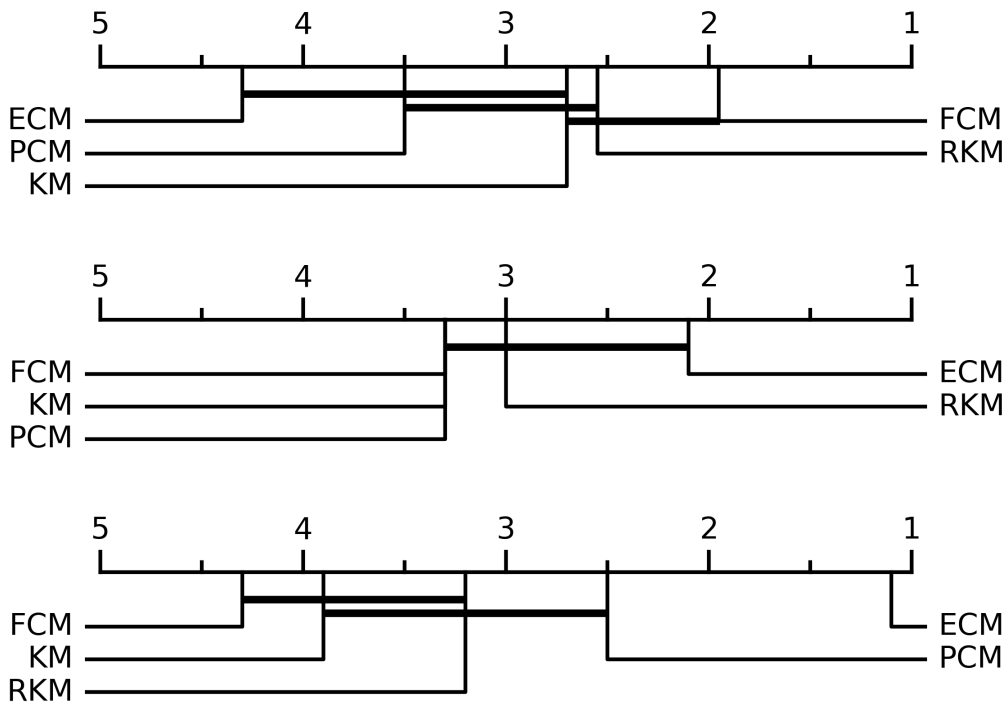 5 4 3 2 1
ECM FCM
PCM RKM
KM
5 4 3 2 1
FCM ECM
KM RKM
PCM
5 4 3 2 1
FCM ECM
KM PCM
RKM